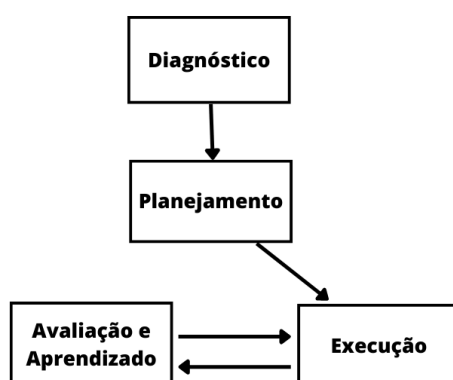 Diagnóstico
Planejamento
Avaliação e
Aprendizado
Execução